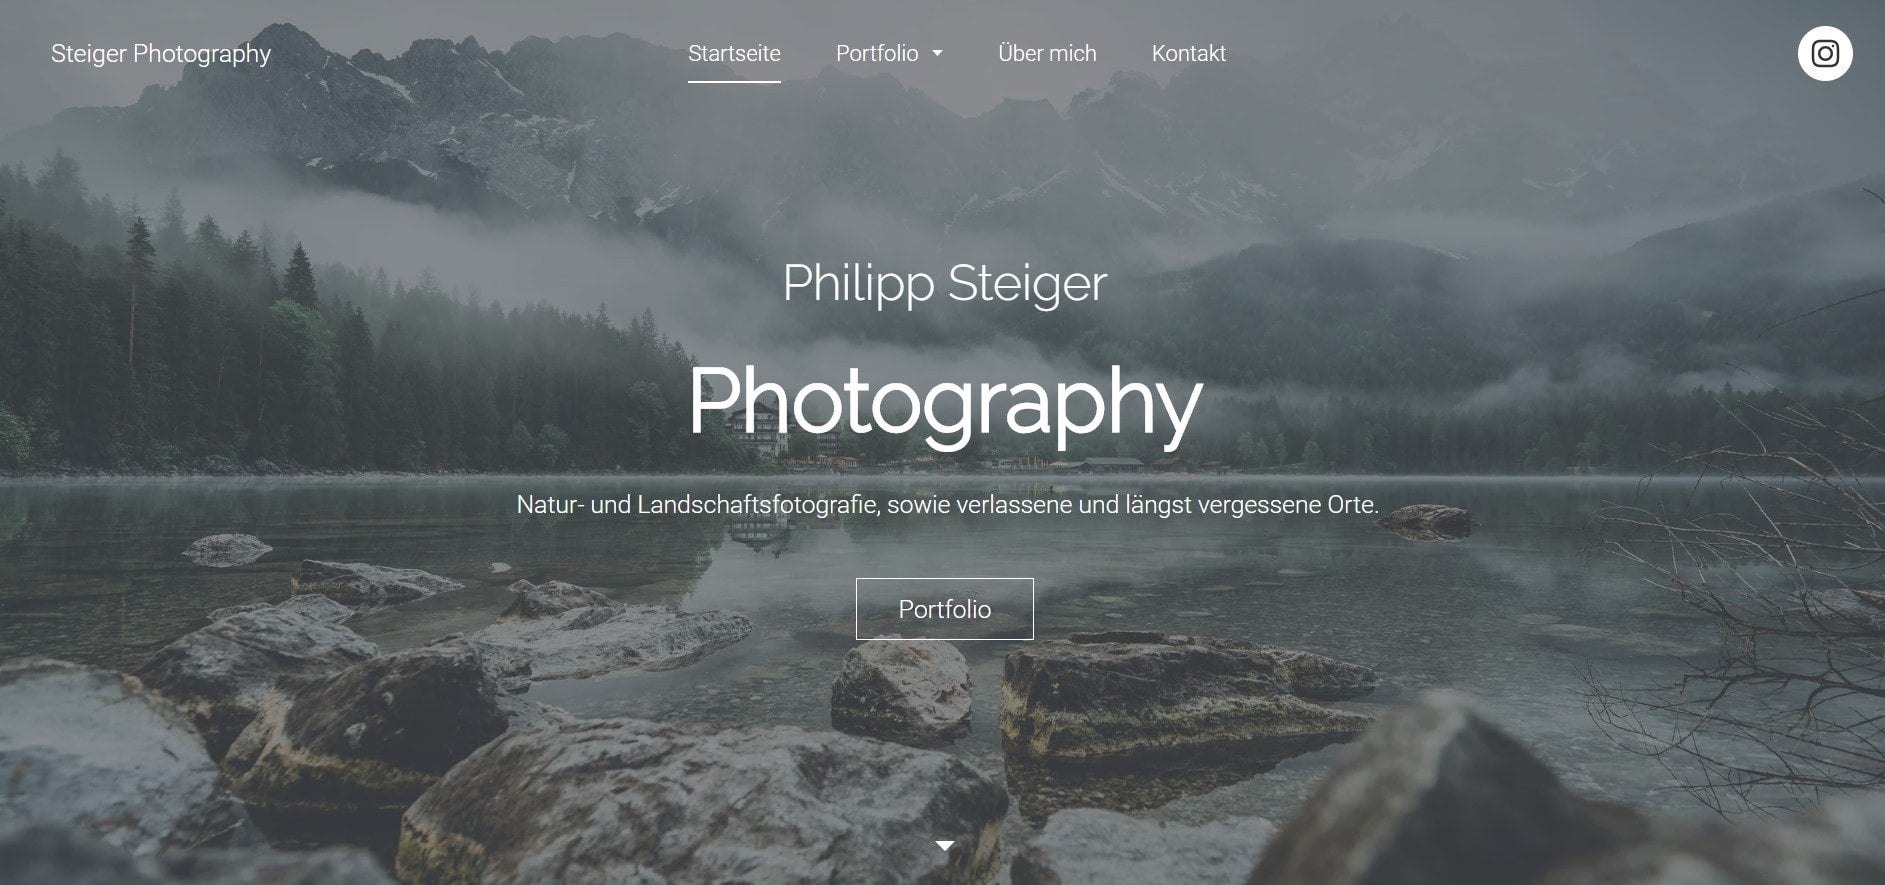 Steiger Photography
Startseite
Portfolio
Über mich
Kontakt
Philipp Steiger
Photography
Natur- und Landschaftsfotografie, sowie verlassene und längst vergessene Orte.
Portfolio